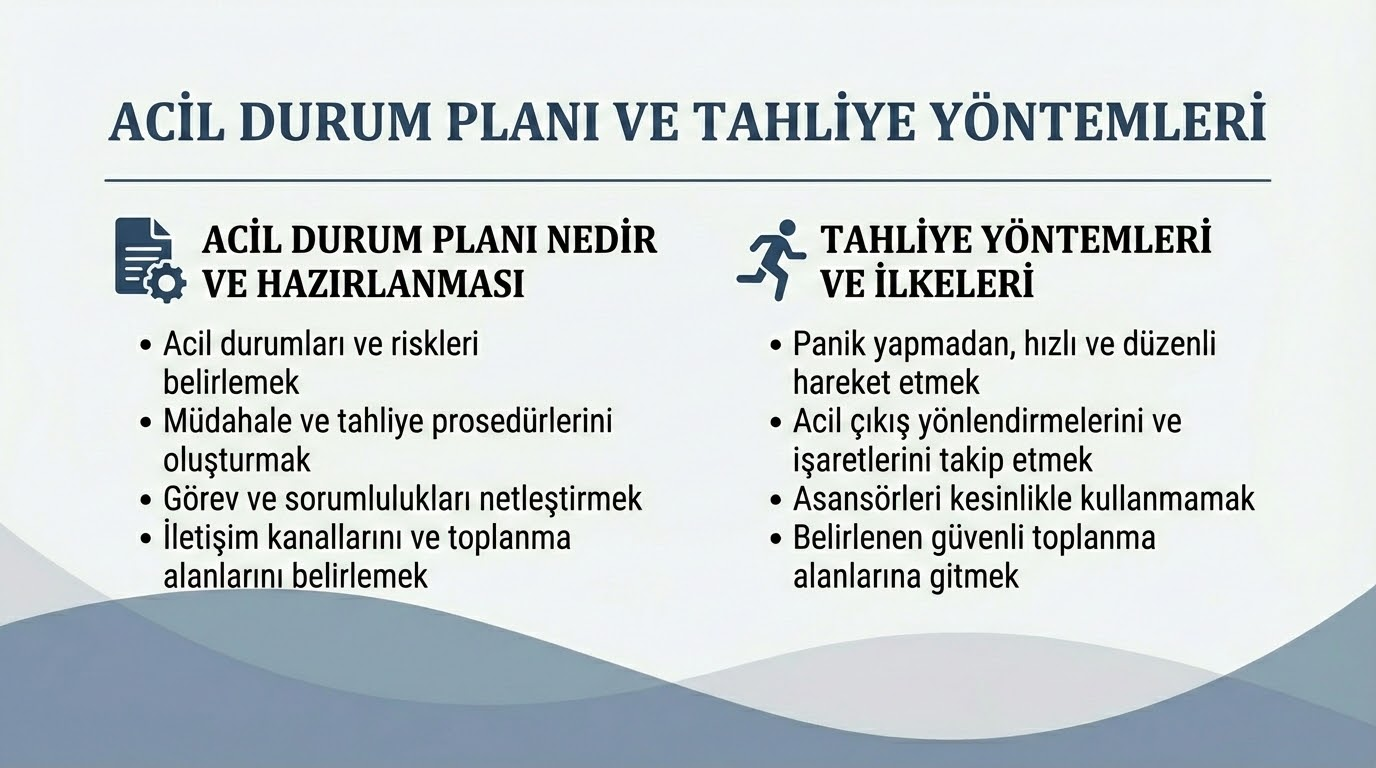 ACİL DURUM PLANI VE TAHLİYE YÖNTEMLERİ
ACİL DURUM PLANI NEDİR
VE HAZIRLANMASI
• Acil durumları ve riskleri
belirlemek
• Müdahale ve tahliye prosedürlerini
oluşturmak
• Görev ve sorumlulukları netleştirmek
• İletişim kanallarını ve toplanma
alanlarını belirlemek
TAHLİYE YÖNTEMLERİ
VE İLKELERİ
• Panik yapmadan, hızlı ve düzenli
hareket etmek
• Acil çıkış yönlendirmelerini ve
işaretlerini takip etmek
• Asansörleri kesinlikle kullanmamak
• Belirlenen güvenli toplanma
alanlarına gitmek